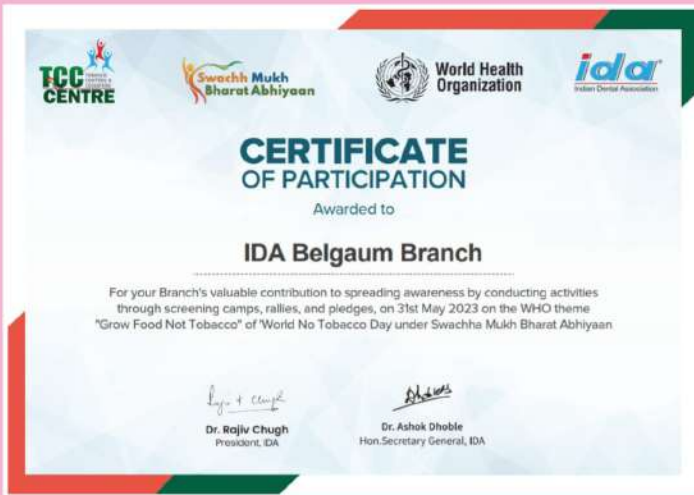 TCC
CENTRE
Swachh Mukh
Bharat Abhiyaan
World Health
Organization
ida
Indian Dental Association
CERTIFICATE
OF PARTICIPATION
Awarded to
IDA Belgaum Branch
For your Branch's valuable contribution to spreading awareness by conducting activities
through screening camps, rallies, and pledges, on 31st May 2023 on the WHO theme
"Grow Food Not Tobacco" of 'World No Tobacco Day under Swachha Mukh Bharat Abhiyaan
Dr. Rajiv Chugh
President, IDA
Dr. Ashok Dhoble
Hon.Secretary General, IDA